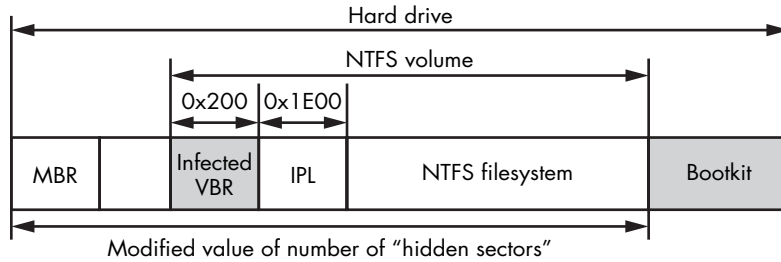 Hard drive
NTFS volume
0x200
0x1E00
MBR
Infected
VBR
IPL
NTFS filesystem
Bootkit
Modified value of number of “hidden sectors”